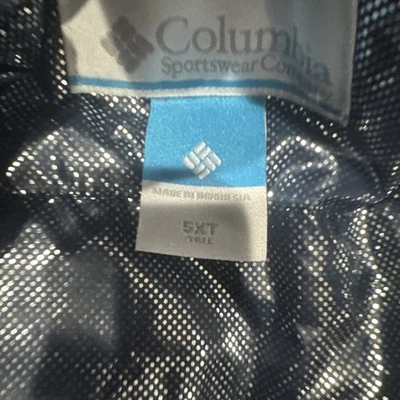 Columbia
Sportswear Company
MADE IN INDONESIA
5XT